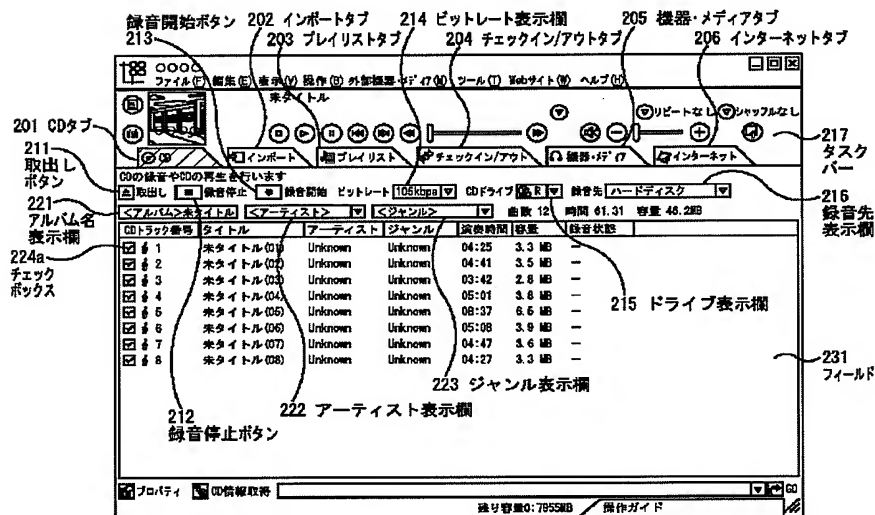 録音開始ボタン
213
202 インポートタブ
203 プレイリストタブ
214 ビットレート表示欄
204 チェックイン/アウトタブ
205 機器・メディアタブ
206 インターネットタブ
○○○○
ファイル(F) 編集(E) 表示(V) 操作(B) 外部機器・メディア(M) ツール(T) Webサイト(W) ヘルプ(H)
未タイトル
リピートなし シャッフルなし
201 CDタブ
CD インポート プレイリスト チェックイン/アウト 機器・メディア インターネット
217
タスク
バー
CDの録音やCDの再生を行います
211
取出し
ボタン
取出し 録音停止 録音開始 ビットレート 105kbps CDドライブ R 録音先 ハードディスク
216
録音先
表示欄
221
アルバム名
表示欄
<アルバム>未タイトル <アーティスト> <ジャンル> 曲数 12 時間 61.31 容量 46.2MB
CDトラック番号 タイトル アーティスト ジャンル 演奏時間 容量 録音状態
224a
チェック
ボックス
1 未タイトル(01) Unknown Unknown 04:25 3.3 MB —
2 未タイトル(02) Unknown Unknown 04:41 3.5 MB —
3 未タイトル(03) Unknown Unknown 03:42 2.8 MB —
4 未タイトル(04) Unknown Unknown 05:01 3.8 MB —
5 未タイトル(05) Unknown Unknown 08:37 6.5 MB —
6 未タイトル(06) Unknown Unknown 05:08 3.9 MB —
7 未タイトル(07) Unknown Unknown 04:47 3.6 MB —
8 未タイトル(08) Unknown Unknown 04:27 3.3 MB —
215 ドライブ表示欄
231
フィールド
223 ジャンル表示欄
222 アーティスト表示欄
212
録音停止ボタン
プロパティ CD情報取得 GO
残り容量D:7955MB 操作ガイド